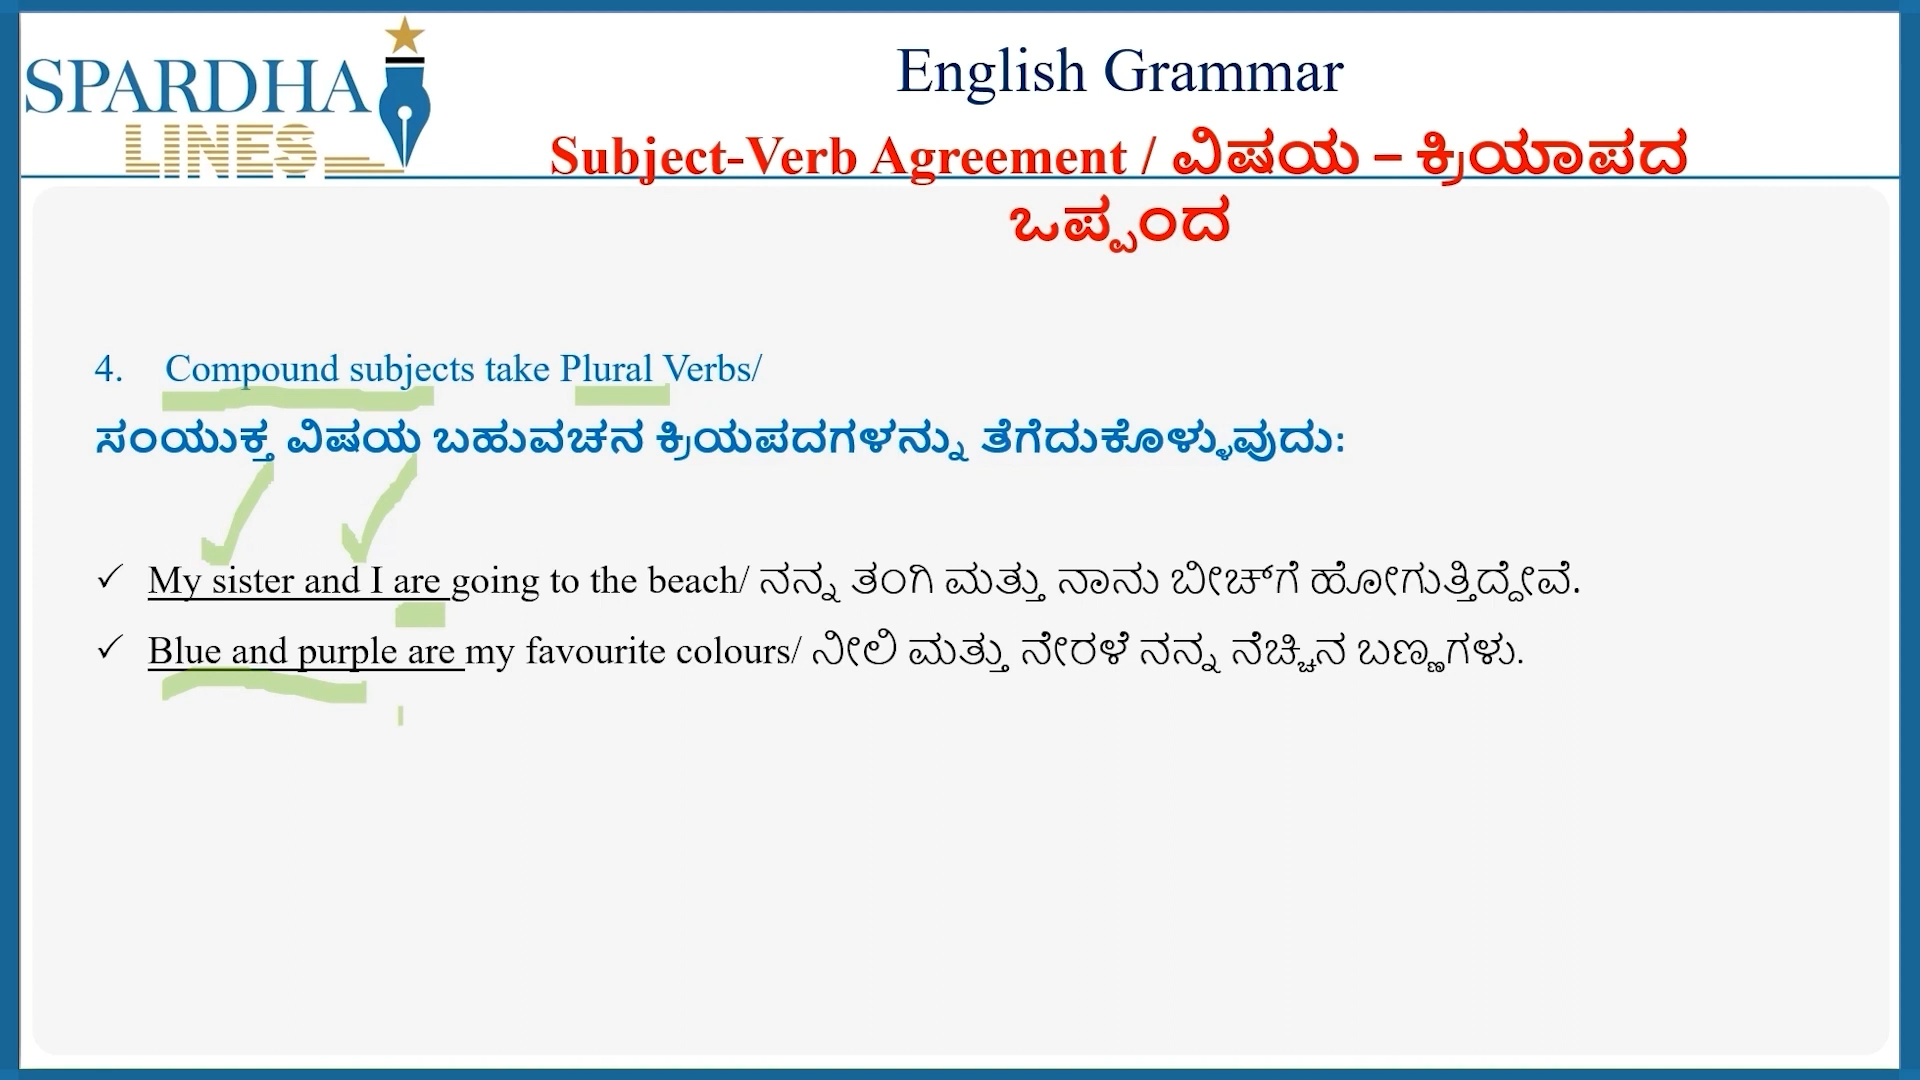 SPARDHA
LINES
English Grammar
Subject-Verb Agreement / ವಿಷಯ – ಕ್ರಿಯಾಪದ
ಒಪ್ಪಂದ
4. Compound subjects take Plural Verbs/
ಸಂಯುಕ್ತ ವಿಷಯ ಬಹುವಚನ ಕ್ರಿಯಪದಗಳನ್ನು ತೆಗೆದುಕೊಳ್ಳುವುದು:
✓ My sister and I are going to the beach/ ನನ್ನ ತಂಗಿ ಮತ್ತು ನಾನು ಬೀಚ್‌ಗೆ ಹೋಗುತ್ತಿದ್ದೇವೆ.
✓ Blue and purple are my favourite colours/ ನೀಲಿ ಮತ್ತು ನೇರಳೆ ನನ್ನ ನೆಚ್ಚಿನ ಬಣ್ಣಗಳು.